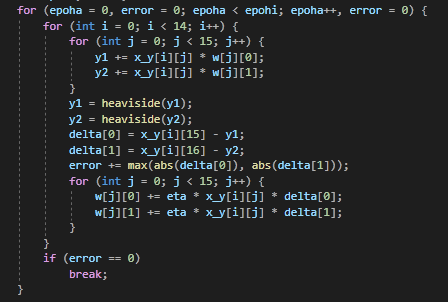 for (epoha = 0, error = 0; epoha < epohi; epoha++, error = 0) {
for (int i = 0; i < 14; i++) {
for (int j = 0; j < 15; j++) {
y1 += x_y[i][j] * w[j][0];
y2 += x_y[i][j] * w[j][1];
}
y1 = heaviside(y1);
y2 = heaviside(y2);
delta[0] = x_y[i][15] - y1;
delta[1] = x_y[i][16] - y2;
error += max(abs(delta[0]), abs(delta[1]));
for (int j = 0; j < 15; j++) {
w[j][0] += eta * x_y[i][j] * delta[0];
w[j][1] += eta * x_y[i][j] * delta[1];
}
}
if (error == 0)
break;
}